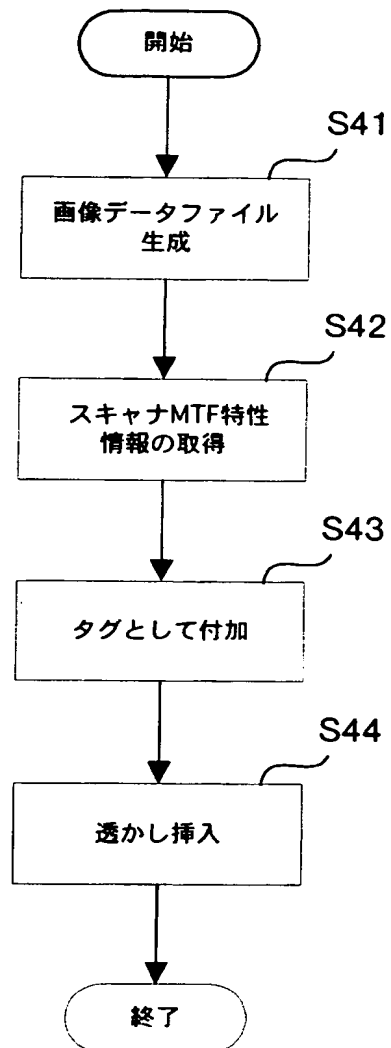 開始
S41
画像データファイル
生成
S42
スキャナMTF特性
情報の取得
S43
タグとして付加
S44
透かし挿入
終了